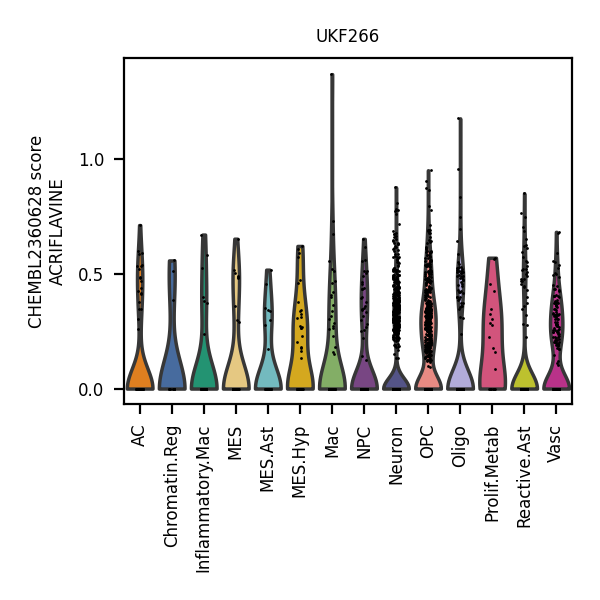 UKF266
CHEMBL2360628 score
ACRIFLAVINE
1.0
0.5
0.0
AC
Chromatin.Reg
Inflammatory.Mac
MES
MES.Ast
MES.Hyp
Mac
NPC
Neuron
OPC
Oligo
Prolif.Metab
Reactive.Ast
Vasc